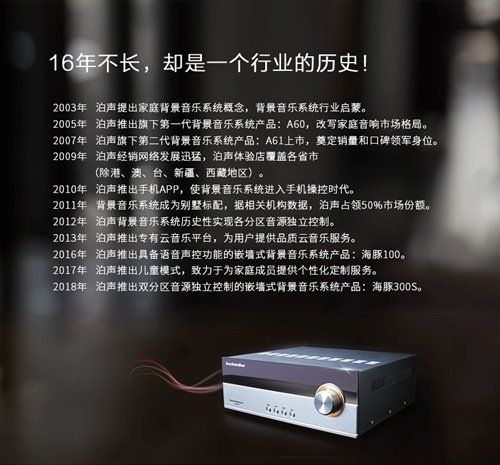 16年不长，却是一个行业的历史！
2003年 泊声提出家庭背景音乐系统概念，背景音乐系统行业启蒙。
2005年 泊声推出旗下第一代背景音乐系统产品：A60，改写家庭音响市场格局。
2007年 泊声旗下第二代背景音乐系统产品：A61上市，奠定销量和口碑领军身位。
2009年 泊声经销网络发展迅猛，泊声体验店覆盖各省市
（除港、澳、台、新疆、西藏地区）。
2010年 泊声推出手机APP，使背景音乐系统进入手机操控时代。
2011年 背景音乐系统成为别墅标配，据相关机构数据，泊声占领50%市场份额。
2012年 泊声背景音乐系统历史性实现各分区音源独立控制。
2013年 泊声推出专有云音乐平台，为用户提供品质云音乐服务。
2016年 泊声推出具备语音声控功能的嵌墙式背景音乐系统产品：海豚100。
2017年 泊声推出儿童模式，致力于为家庭成员提供个性化定制服务。
2018年 泊声推出双分区音源独立控制的嵌墙式背景音乐系统产品：海豚300S。